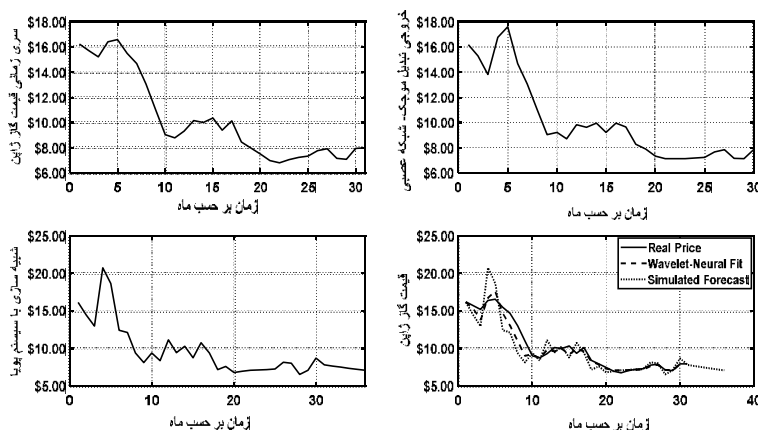 سری زمانی قیمت گاز ژاپن
$18.00
$16.00
$14.00
$12.00
$10.00
$8.00
$6.00
0 5 10 15 20 25 30
زمان بر حسب ماه
خروجی تبدیل موجک- شبکه عصبی
$18.00
$16.00
$14.00
$12.00
$10.00
$8.00
$6.00
0 5 10 15 20 25 30
زمان بر حسب ماه
شبیه سازی با سیستم پویا
$25.00
$20.00
$15.00
$10.00
$5.00
0 10 20 30
زمان بر حسب ماه
قیمت گاز ژاپن
$25.00
$20.00
$15.00
$10.00
$5.00
0 10 20 30 40
زمان بر حسب ماه
Real Price
Wavelet-Neural Fit
Simulated Forecast